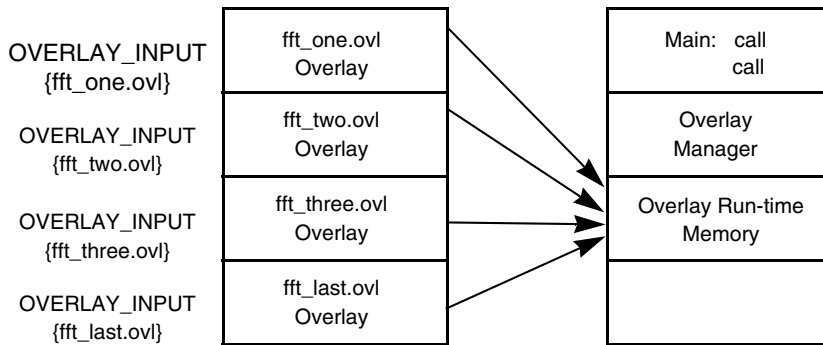 OVERLAY_INPUT
{fft_one.ovl}
OVERLAY_INPUT
{fft_two.ovl}
OVERLAY_INPUT
{fft_three.ovl}
OVERLAY_INPUT
{fft_last.ovl}
fft_one.ovl
Overlay
fft_two.ovl
Overlay
fft_three.ovl
Overlay
fft_last.ovl
Overlay
Main: call
call
Overlay
Manager
Overlay Run-time
Memory